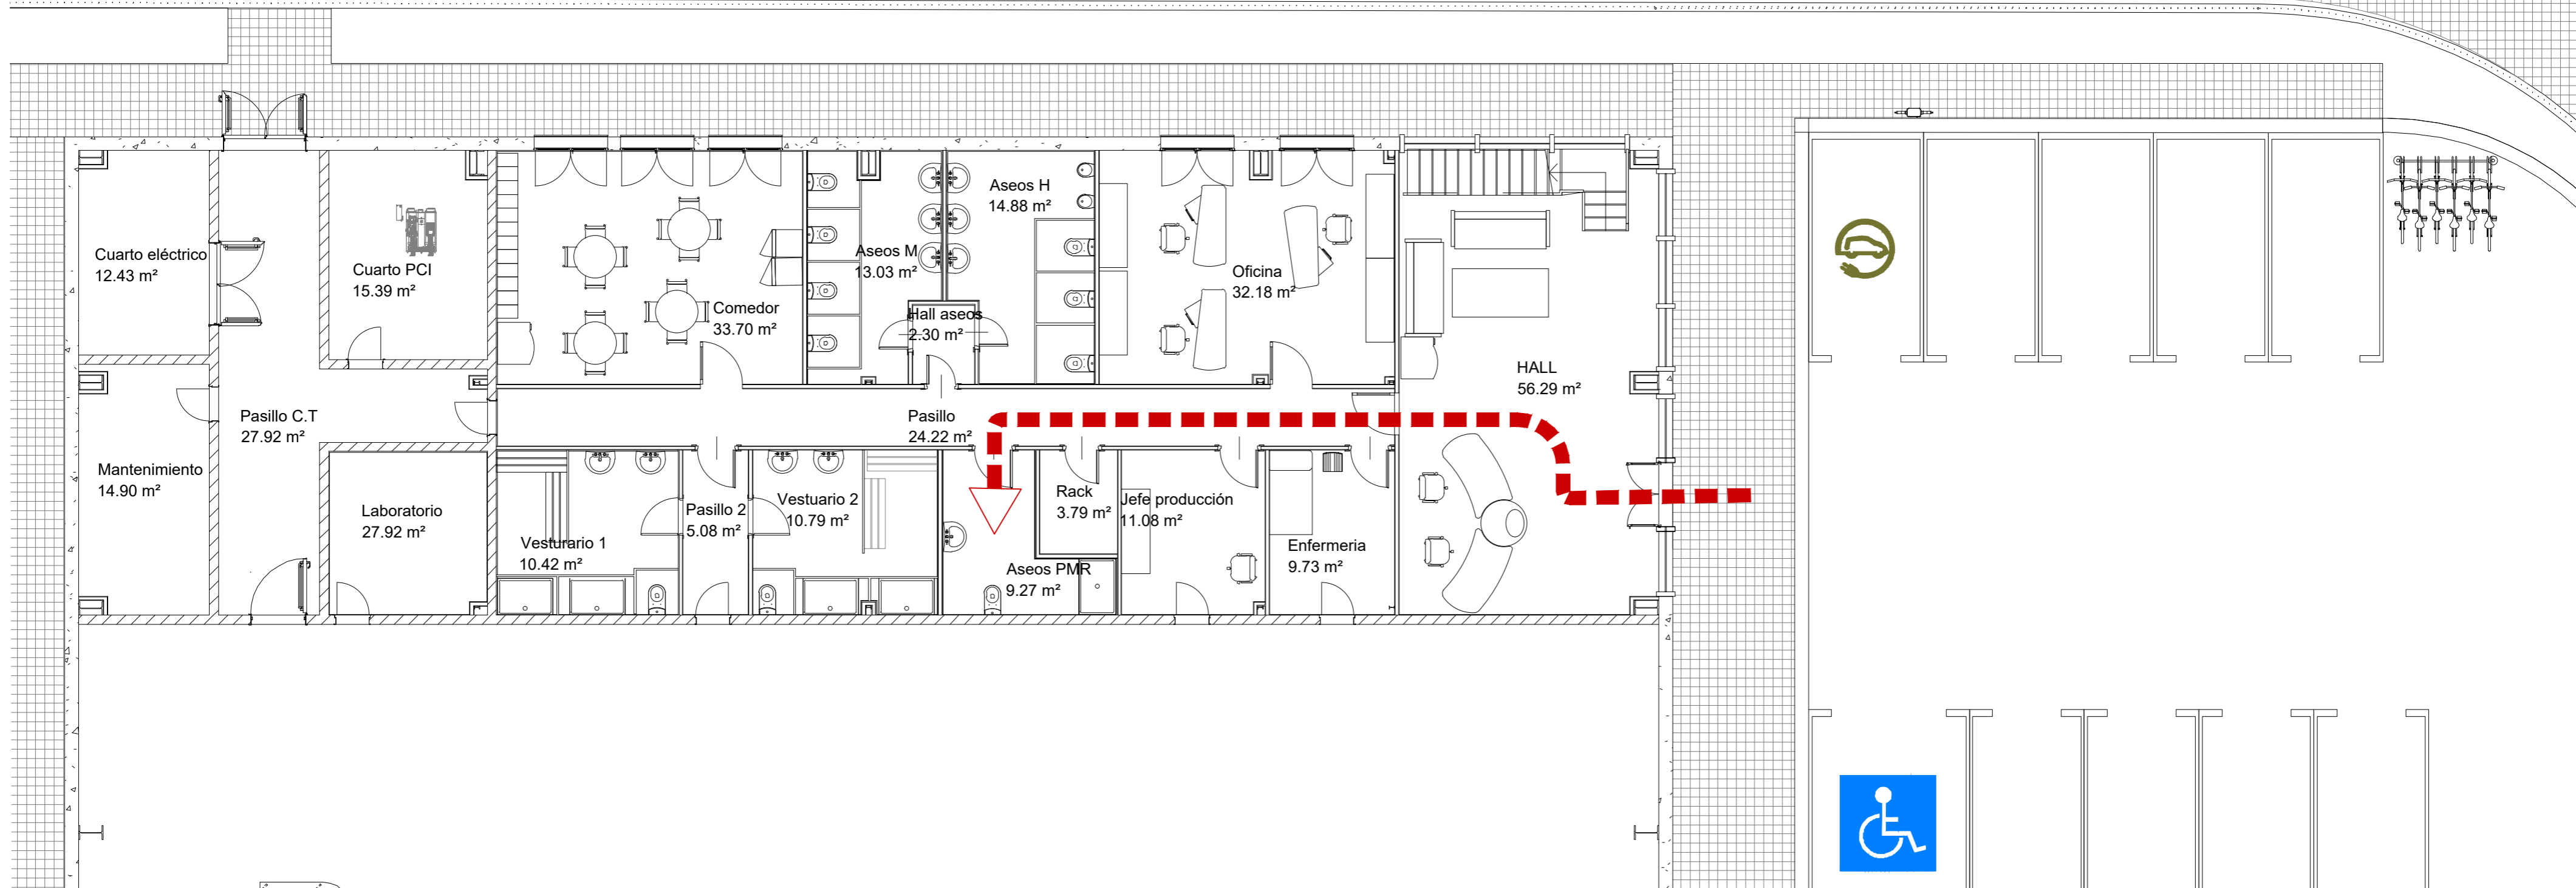 Cuarto eléctrico
12.43 m²
Cuarto PCI
15.39 m²
Comedor
33.70 m²
Aseos M
13.03 m²
Aseos H
14.88 m²
Hall aseos
2.30 m²
Oficina
32.18 m²
HALL
56.29 m²
Pasillo C.T
27.92 m²
Pasillo
24.22 m²
Mantenimiento
14.90 m²
Laboratorio
27.92 m²
Vesturario 1
10.42 m²
Pasillo 2
5.08 m²
Vestuario 2
10.79 m²
Aseos PMR
9.27 m²
Rack
3.79 m²
Jefe producción
11.08 m²
Enfermeria
9.73 m²